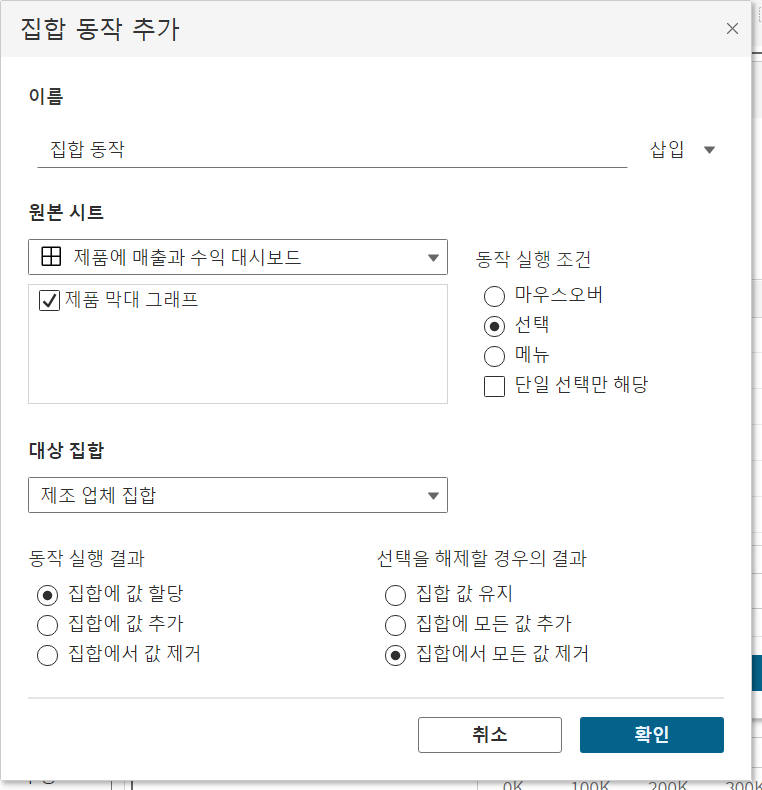 집합 동작 추가
이름
집합 동작 삽입
원본 시트
제품에 매출과 수익 대시보드
제품 막대 그래프
동작 실행 조건
마우스오버
선택
메뉴
단일 선택만 해당
대상 집합
제조 업체 집합
동작 실행 결과
집합에 값 할당
집합에 값 추가
집합에서 값 제거
선택을 해제할 경우의 결과
집합 값 유지
집합에 모든 값 추가
집합에서 모든 값 제거
취소 확인
0K 100K 200K 300K